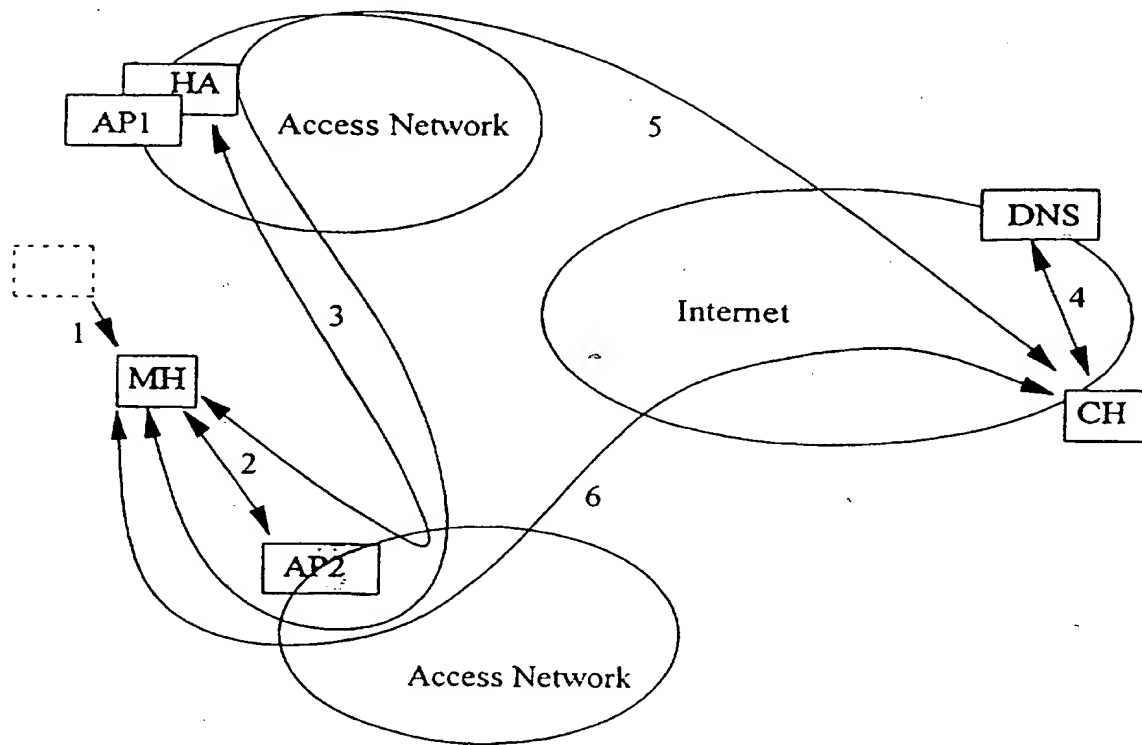 HA
AP1
Access Network
5
DNS
4
Internet
3
1
MH
CH
2
6
AP2
Access Network